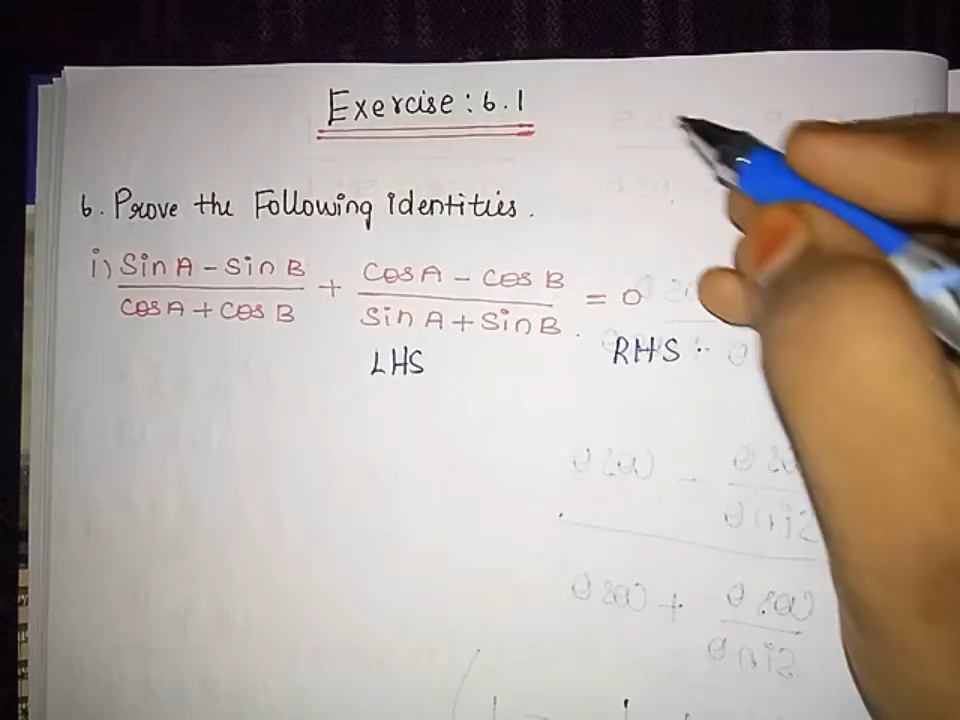 Exercise: 6.1
6. Prove the Following identities.
i) Sin A - Sin B / Cos A + Cos B + Cos A - Cos B / Sin A + Sin B. = 0
LHS RHS :-